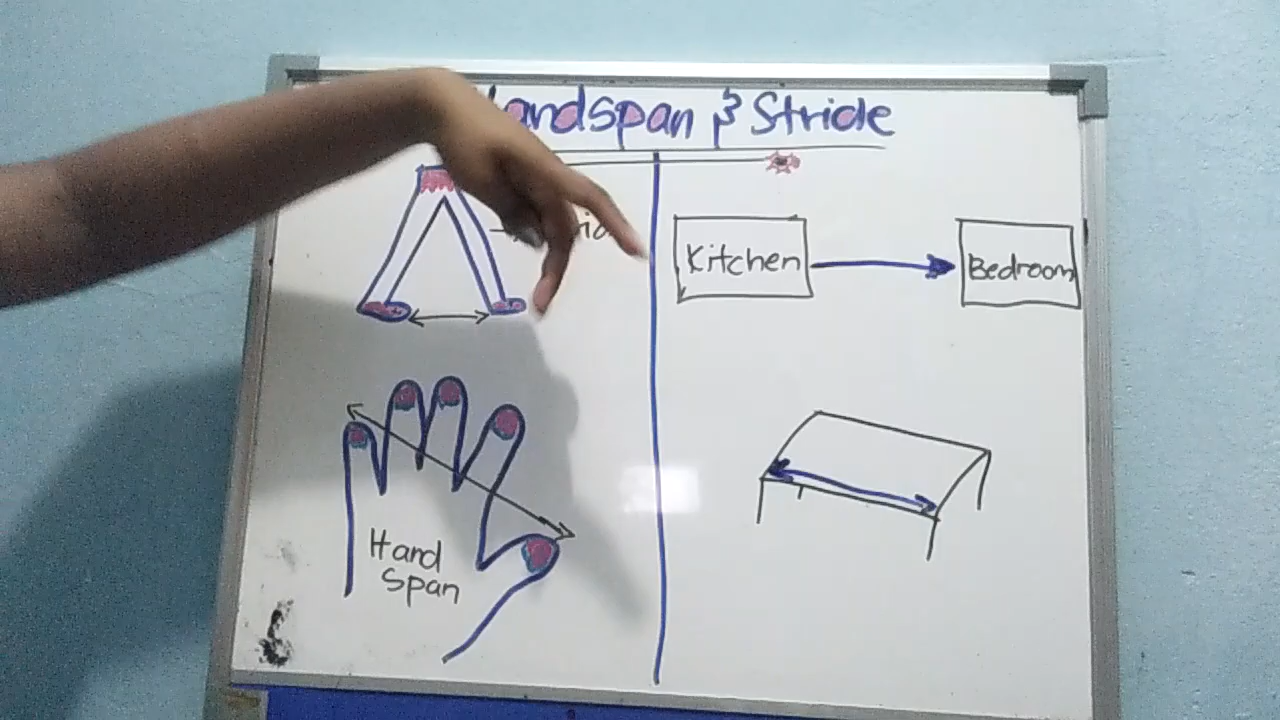 andspan & Stride
Kitchen
Bedroom
Hand
Span